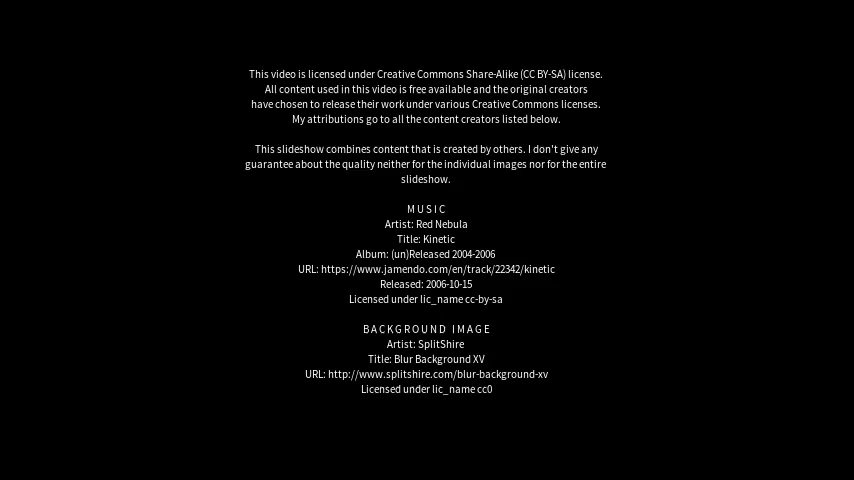 This video is licensed under Creative Commons Share-Alike (CC BY-SA) license.
All content used in this video is free available and the original creators
have chosen to release their work under various Creative Commons licenses.
My attributions go to all the content creators listed below.
This slideshow combines content that is created by others. I don't give any
guarantee about the quality neither for the individual images nor for the entire
slideshow.
MUSIC
Artist: Red Nebula
Title: Kinetic
Album: (un)Released 2004-2006
URL: https://www.jamendo.com/en/track/22342/kinetic
Released: 2006-10-15
Licensed under lic_name cc-by-sa
BACKGROUND IMAGE
Artist: SplitShire
Title: Blur Background XV
URL: http://www.splitshire.com/blur-background-xv
Licensed under lic_name cc0